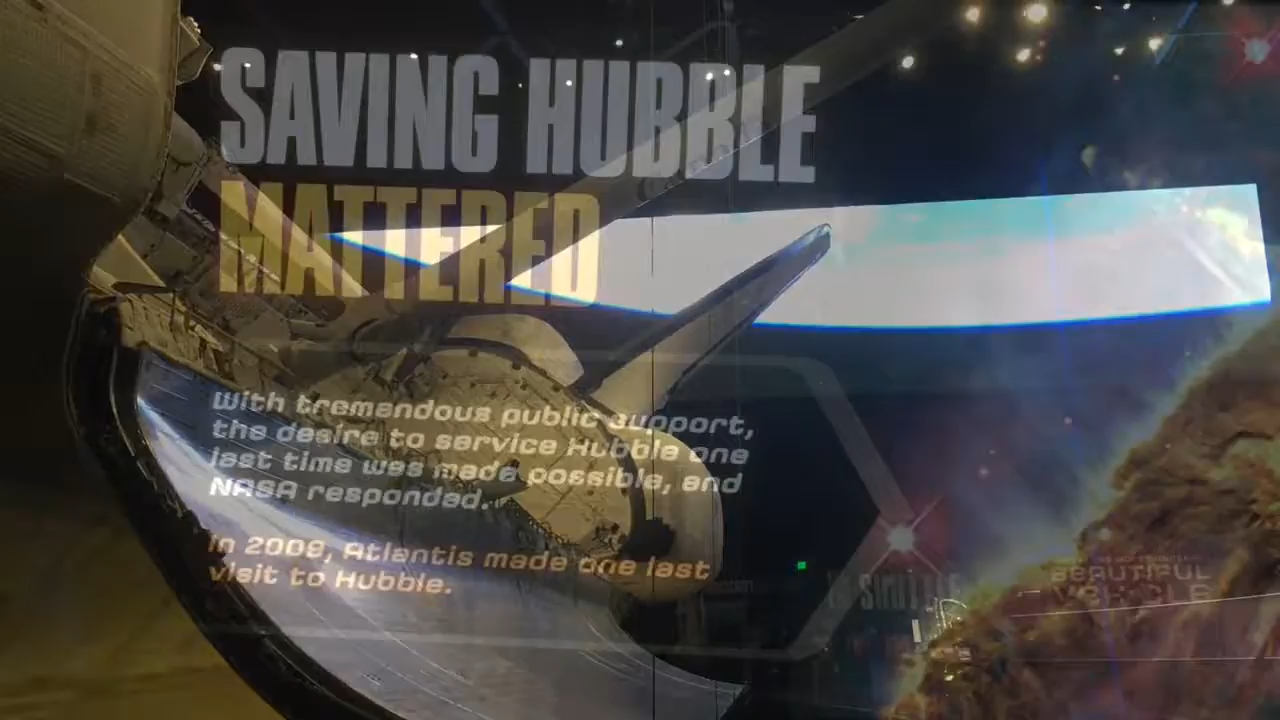 SAVING HUBBLE
MATTERED
With tremendous public support,
the desire to service Hubble one
last time was made possible, and
NASA responded.
In 2009, Atlantis made one last
visit to Hubble.
BEAUTIFUL
VEHICLE